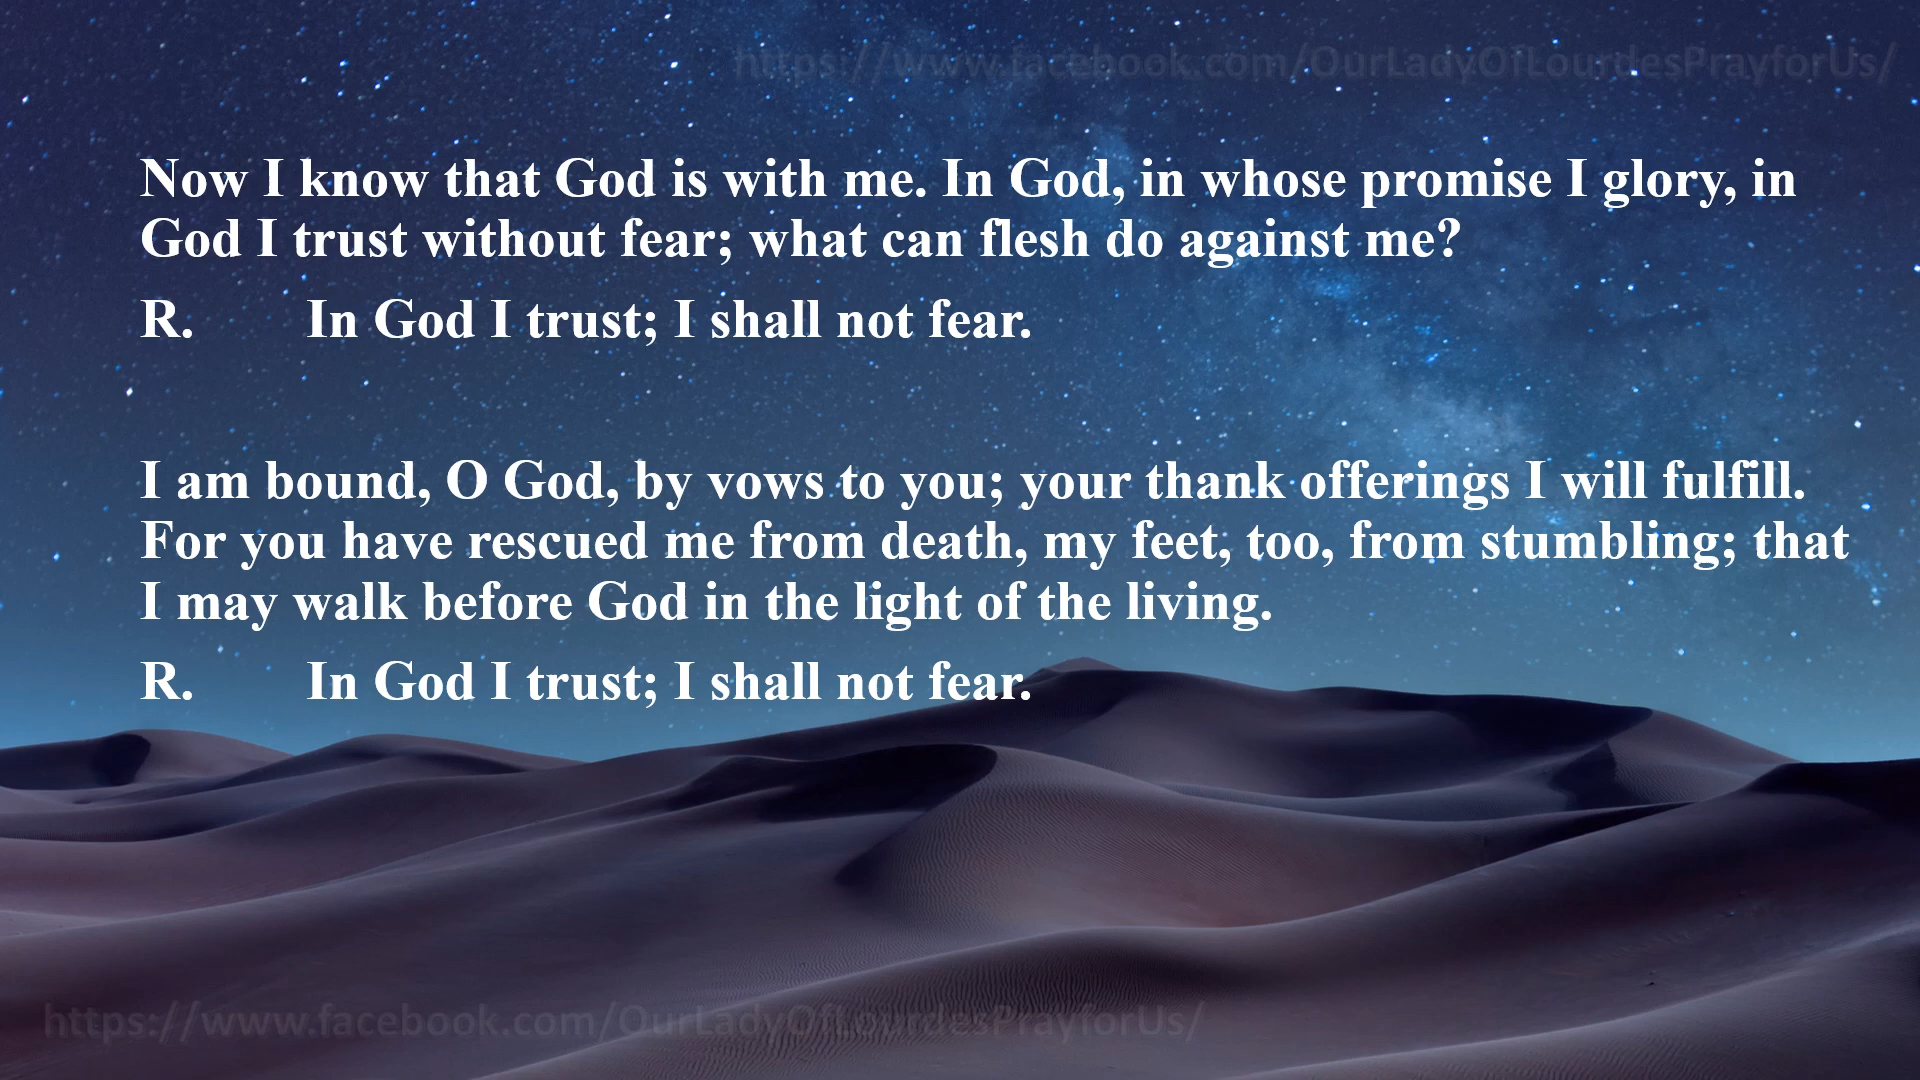 https://www.facebook.com/OurLadyOfLourdesPrayforUs/
Now I know that God is with me. In God, in whose promise I glory, in
God I trust without fear; what can flesh do against me?
R. In God I trust; I shall not fear.
I am bound, O God, by vows to you; your thank offerings I will fulfill.
For you have rescued me from death, my feet, too, from stumbling; that
I may walk before God in the light of the living.
R. In God I trust; I shall not fear.
https://www.facebook.com/OurLadyOfLourdesPrayforUs/